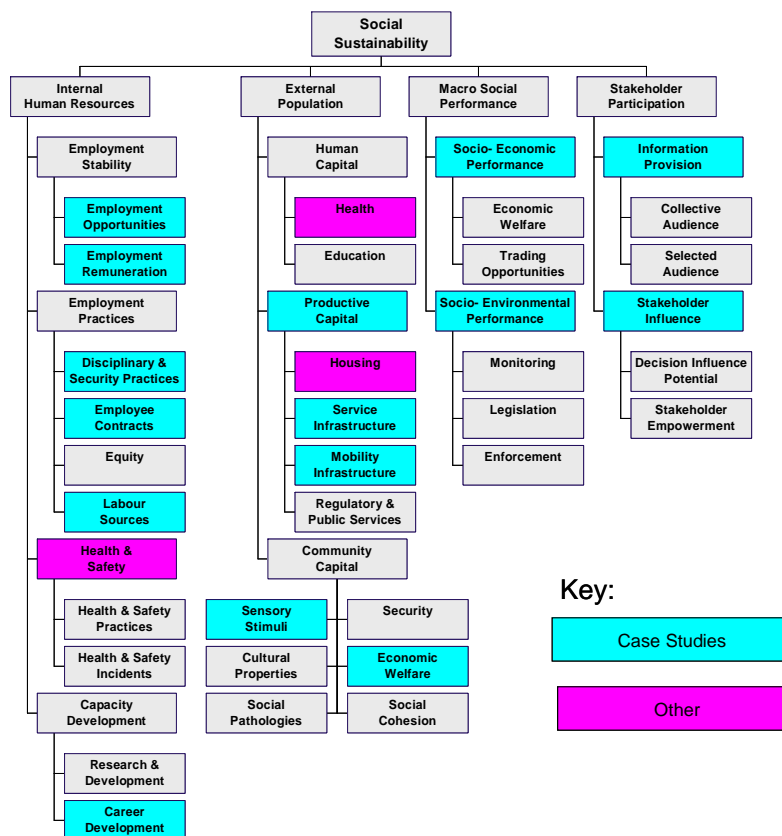 Social
Sustainability
Internal
Human Resources
External
Population
Macro Social
Performance
Stakeholder
Participation
Employment
Stability
Employment
Opportunities
Employment
Remuneration
Employment
Practices
Disciplinary &
Security Practices
Employee
Contracts
Equity
Labour
Sources
Health &
Safety
Health & Safety
Practices
Health & Safety
Incidents
Capacity
Development
Research &
Development
Career
Development
Human
Capital
Health
Education
Productive
Capital
Housing
Service
Infrastructure
Mobility
Infrastructure
Regulatory &
Public Services
Community
Capital
Sensory
Stimuli
Security
Cultural
Properties
Economic
Welfare
Social
Pathologies
Social
Cohesion
Socio- Economic
Performance
Economic
Welfare
Trading
Opportunities
Socio- Environmental
Performance
Monitoring
Legislation
Enforcement
Information
Provision
Collective
Audience
Selected
Audience
Stakeholder
Influence
Decision Influence
Potential
Stakeholder
Empowerment
Key:
Case Studies
Other